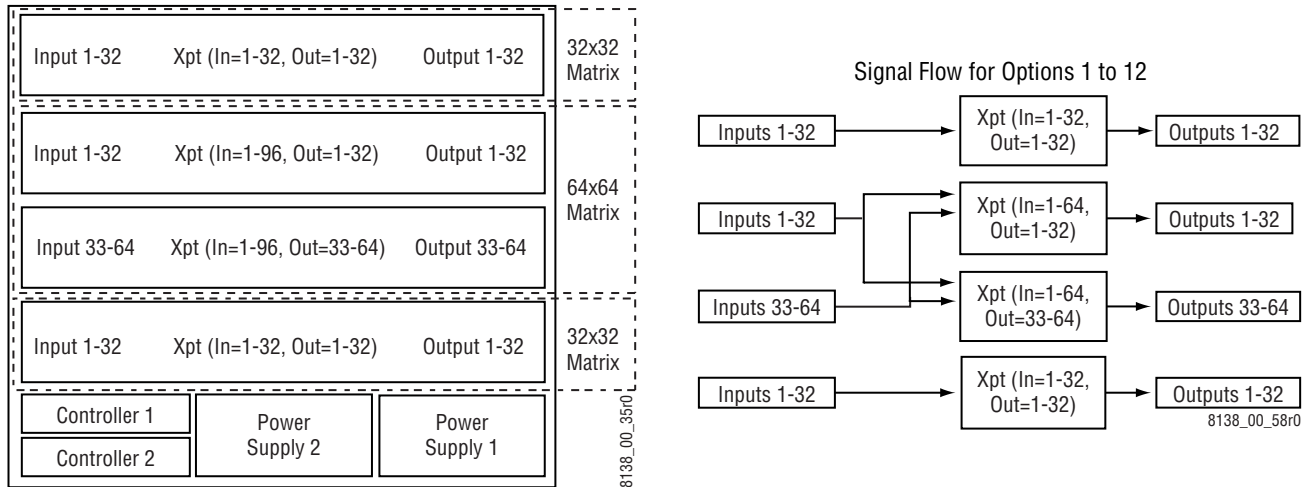 Input 1-32 Xpt (In=1-32, Out=1-32) Output 1-32
32x32
Matrix
Input 1-32 Xpt (In=1-96, Out=1-32) Output 1-32
64x64
Matrix
Input 33-64 Xpt (In=1-96, Out=33-64) Output 33-64
Input 1-32 Xpt (In=1-32, Out=1-32) Output 1-32
32x32
Matrix
Controller 1
Controller 2
Power
Supply 2
Power
Supply 1
8138_00_35r0
Signal Flow for Options 1 to 12
Inputs 1-32
Xpt (In=1-32,
Out=1-32)
Outputs 1-32
Inputs 1-32
Xpt (In=1-64,
Out=1-32)
Outputs 1-32
Inputs 33-64
Xpt (In=1-64,
Out=33-64)
Outputs 33-64
Inputs 1-32
Xpt (In=1-32,
Out=1-32)
Outputs 1-32
8138_00_58r0